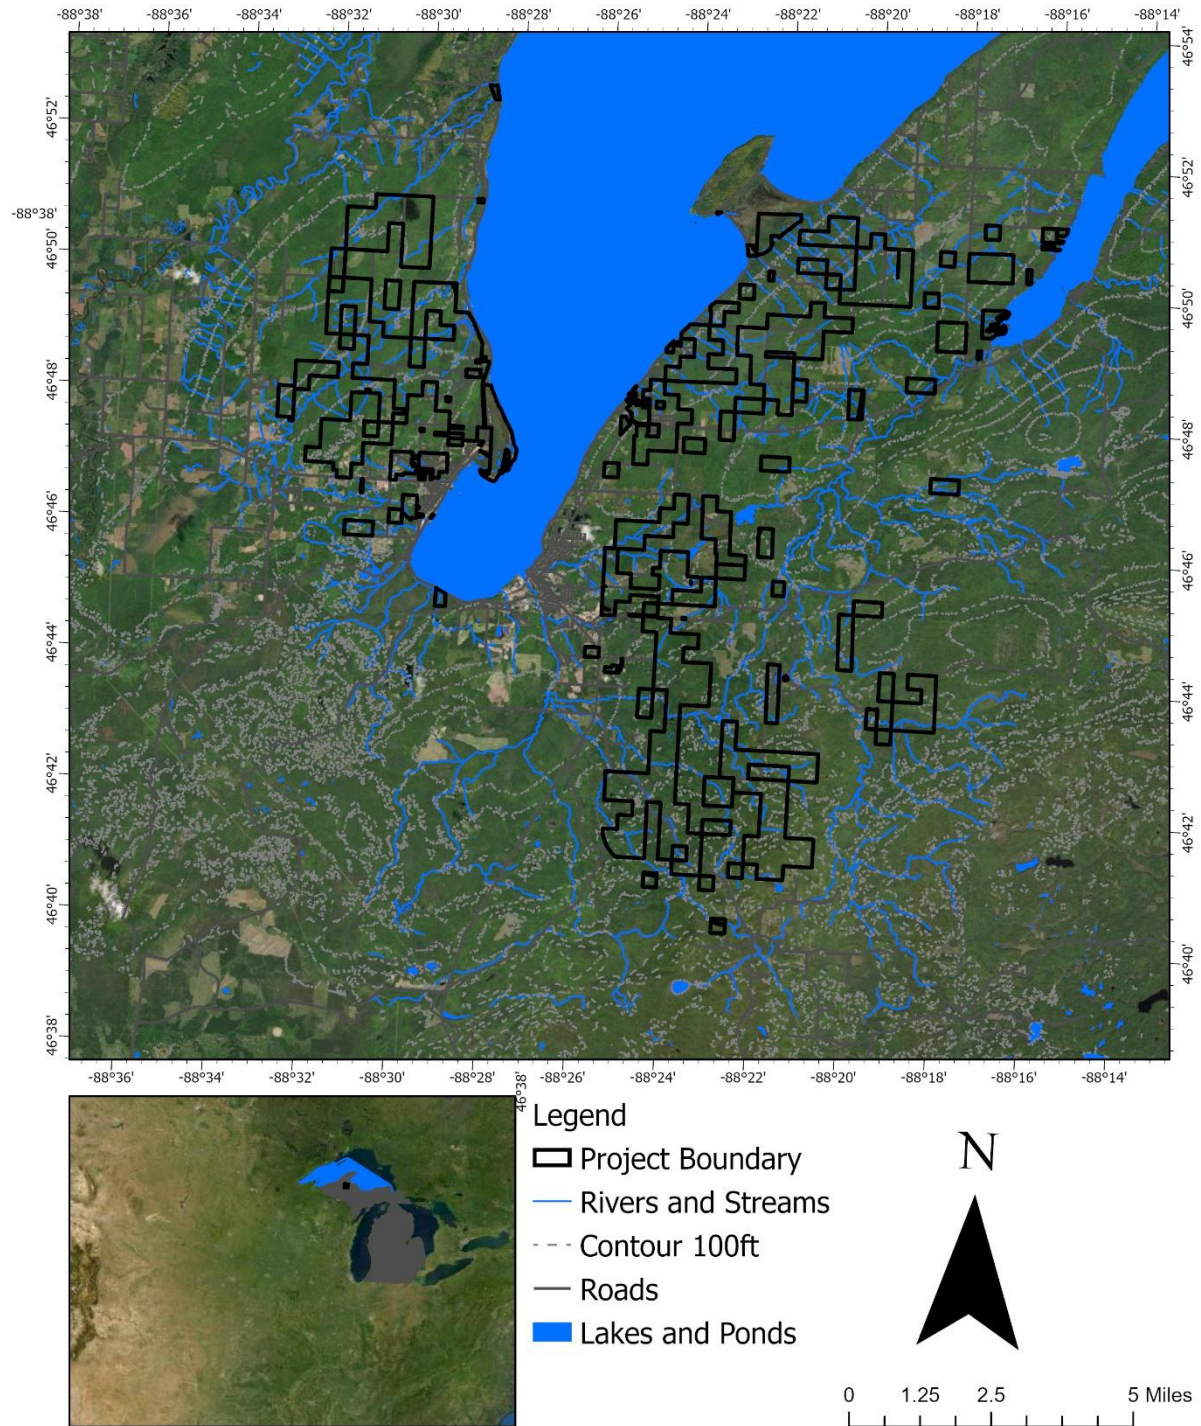 -88°38' -88°36' -88°34' -88°32' -88°30' -88°28' -88°26' -88°24' -88°22' -88°20' -88°18' -88°16' -88°14'
46°54'
46°52'
46°52'
-88°38'
46°50'
46°50'
46°48'
46°48'
46°46'
46°46'
46°44'
46°44'
46°42'
46°42'
46°40'
46°40'
46°38'
-88°36' -88°34' -88°32' -88°30' -88°28' -88°26' -88°24' -88°22' -88°20' -88°18' -88°16' -88°14'
46°38'
Legend
Project Boundary
Rivers and Streams
Contour 100ft
Roads
Lakes and Ponds
N
0 1.25 2.5 5 Miles